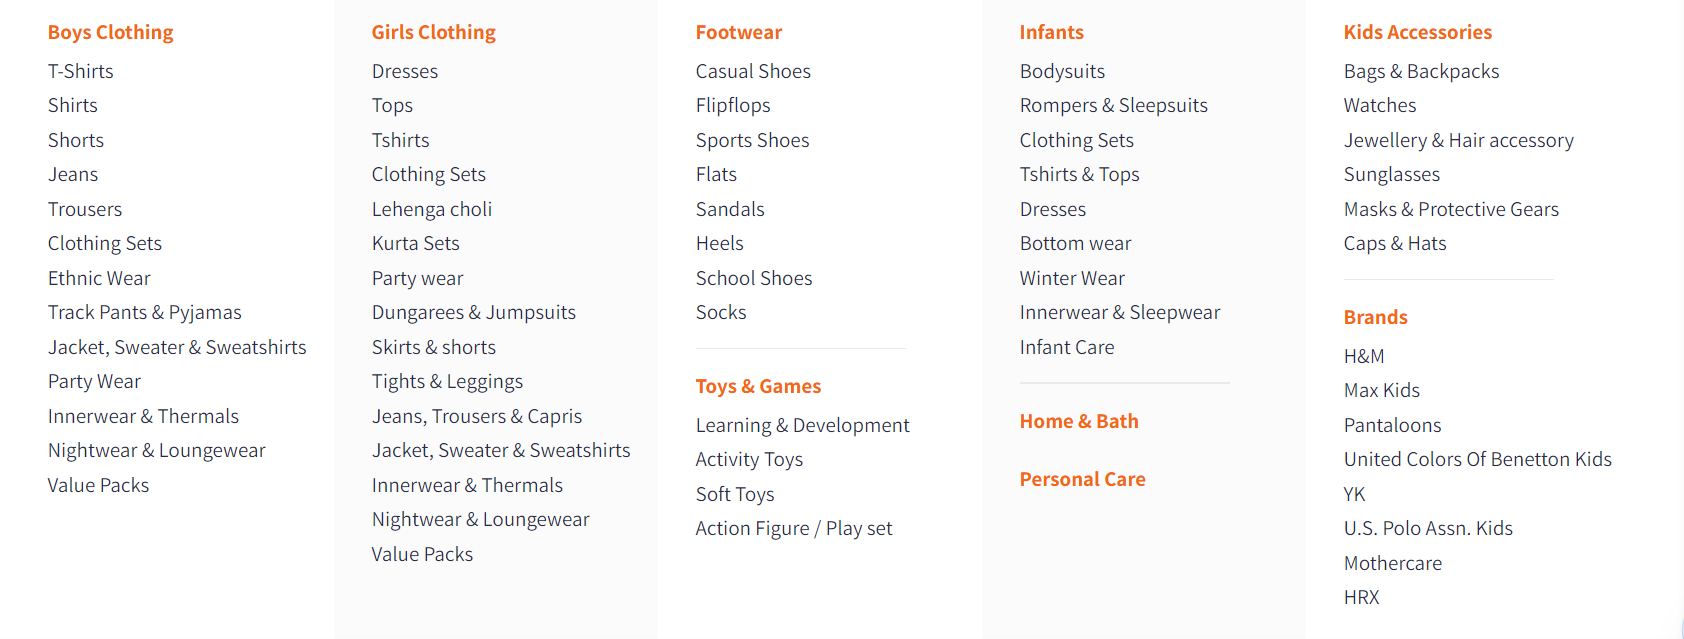 Boys Clothing
T-Shirts
Shirts
Shorts
Jeans
Trousers
Clothing Sets
Ethnic Wear
Track Pants & Pyjamas
Jacket, Sweater & Sweatshirts
Party Wear
Innerwear & Thermals
Nightwear & Loungewear
Value Packs
Girls Clothing
Dresses
Tops
Tshirts
Clothing Sets
Lehenga choli
Kurta Sets
Party wear
Dungarees & Jumpsuits
Skirts & shorts
Tights & Leggings
Jeans, Trousers & Capris
Jacket, Sweater & Sweatshirts
Innerwear & Thermals
Nightwear & Loungewear
Value Packs
Footwear
Casual Shoes
Flipflops
Sports Shoes
Flats
Sandals
Heels
School Shoes
Socks
Toys & Games
Learning & Development
Activity Toys
Soft Toys
Action Figure / Play set
Infants
Bodysuits
Rompers & Sleepsuits
Clothing Sets
Tshirts & Tops
Dresses
Bottom wear
Winter Wear
Innerwear & Sleepwear
Infant Care
Home & Bath
Personal Care
Kids Accessories
Bags & Backpacks
Watches
Jewellery & Hair accessory
Sunglasses
Masks & Protective Gears
Caps & Hats
Brands
H&M
Max Kids
Pantaloons
United Colors Of Benetton Kids
YK
U.S. Polo Assn. Kids
Mothercare
HRX